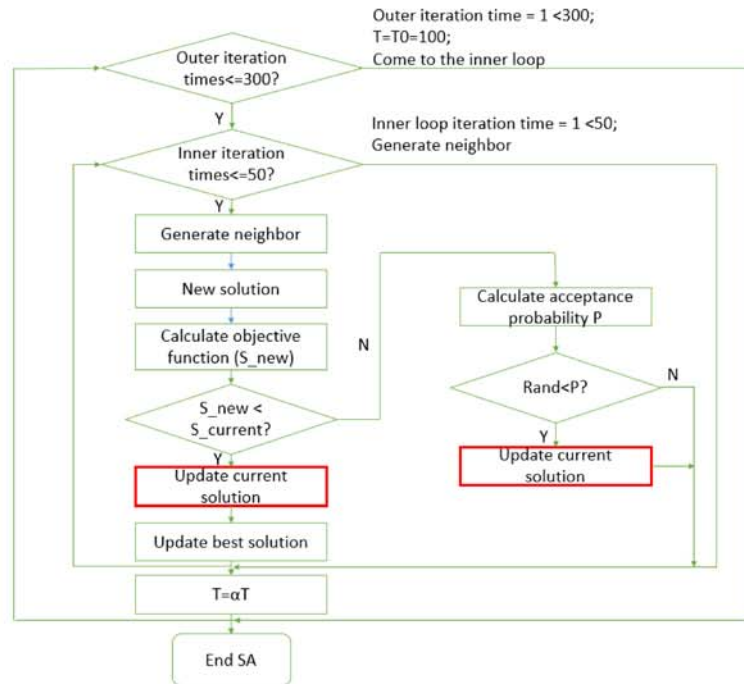 Outer iteration time = 1 <300;
T=T0=100;
Come to the inner loop
Outer iteration
times<=300?
Y
Inner loop iteration time = 1 <50;
Generate neighbor
Inner iteration
times<=50?
Y
Generate neighbor
New solution
Calculate objective
function (S_new)
N
Calculate acceptance
probability P
Rand<P?
N
S_new <
S_current?
Y
Update current
solution
Y
Update current
solution
Update best solution
T=αT
End SA